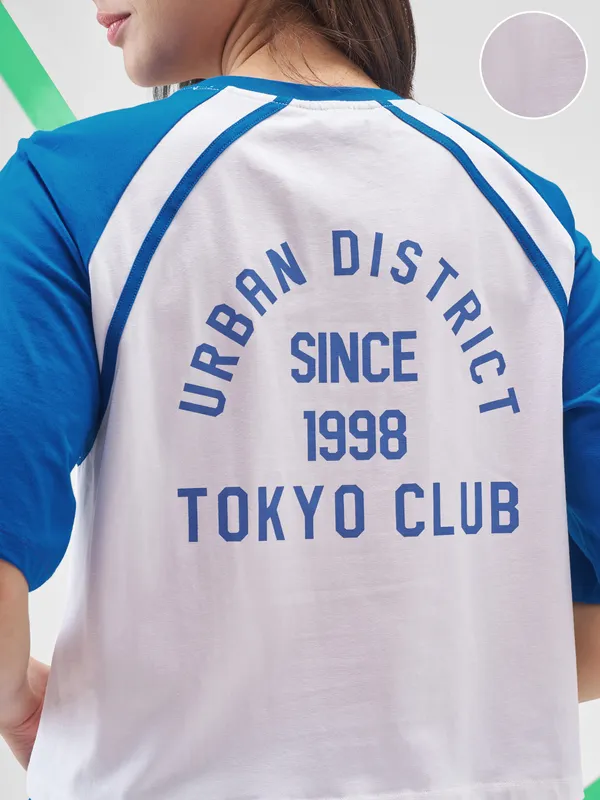 URBAN DISTRICT
SINCE
1998
TOKYO CLUB